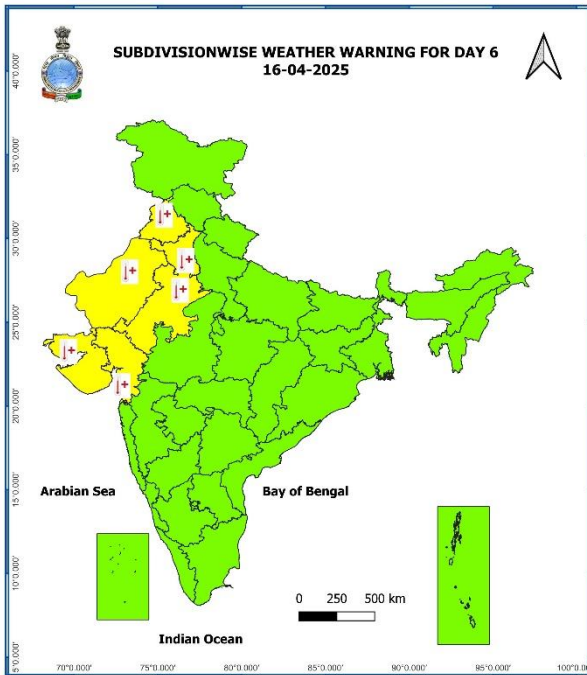 SUBDIVISIONWISE WEATHER WARNING FOR DAY 6
16-04-2025
40°0.000'
35°0.000'
30°0.000'
25°0.000'
20°0.000'
15°0.000'
10°0.000'
5°0.000'
Arabian Sea
Bay of Bengal
0 250 500 km
Indian Ocean
70°0.000' 75°0.000' 80°0.000' 85°0.000' 90°0.000' 95°0.000' 100°0.0